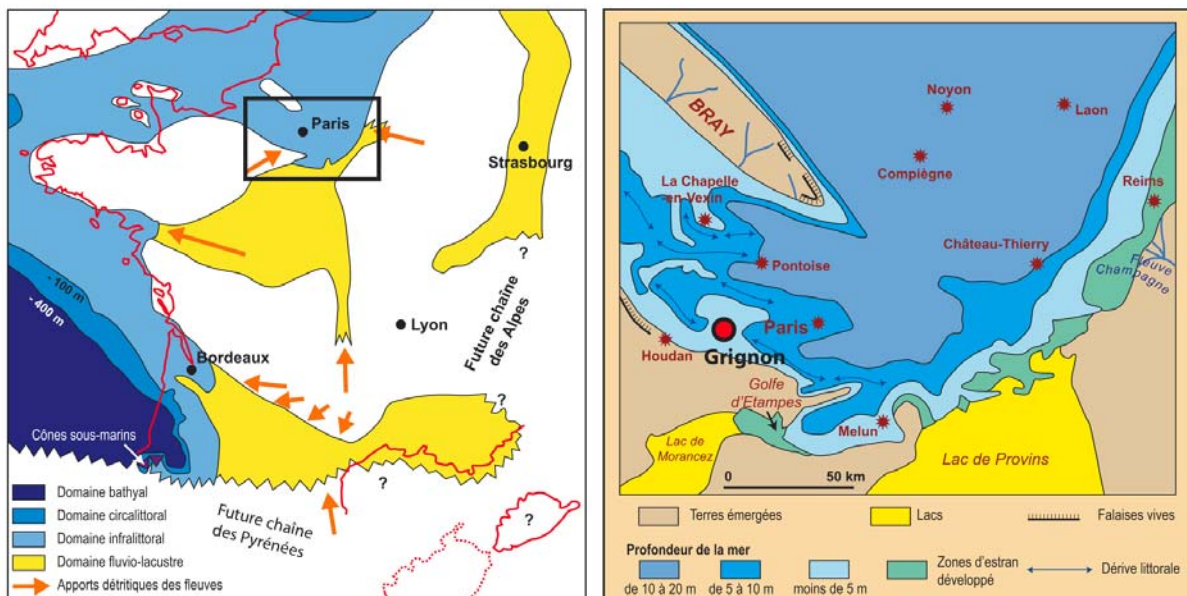 Paris
Strasbourg
?
- 100 m
- 400 m
Lyon
Future chaîne
des Alpes
Bordeaux
?
Cônes sous-marins
?
?
Future chaîne
des Pyrénées
Domaine bathyal
Domaine circalittoral
Domaine infralittoral
Domaine fluvio-lacustre
Apports détritiques des fleuves
Noyon
Laon
BRAY
Compiègne
La Chapelle
en-Vexin
Reims
Château-Thierry
Fleuve
Champagne
Pontoise
Paris
Grignon
Houdan
Golfe
d'Etampes
Melun
Lac de
Morancez
Lac de Provins
0 50 km
Terres émergées
Lacs
Falaises vives
Profondeur de la mer
de 10 à 20 m
de 5 à 10 m
moins de 5 m
Zones d'estran
développé
Dérive littorale